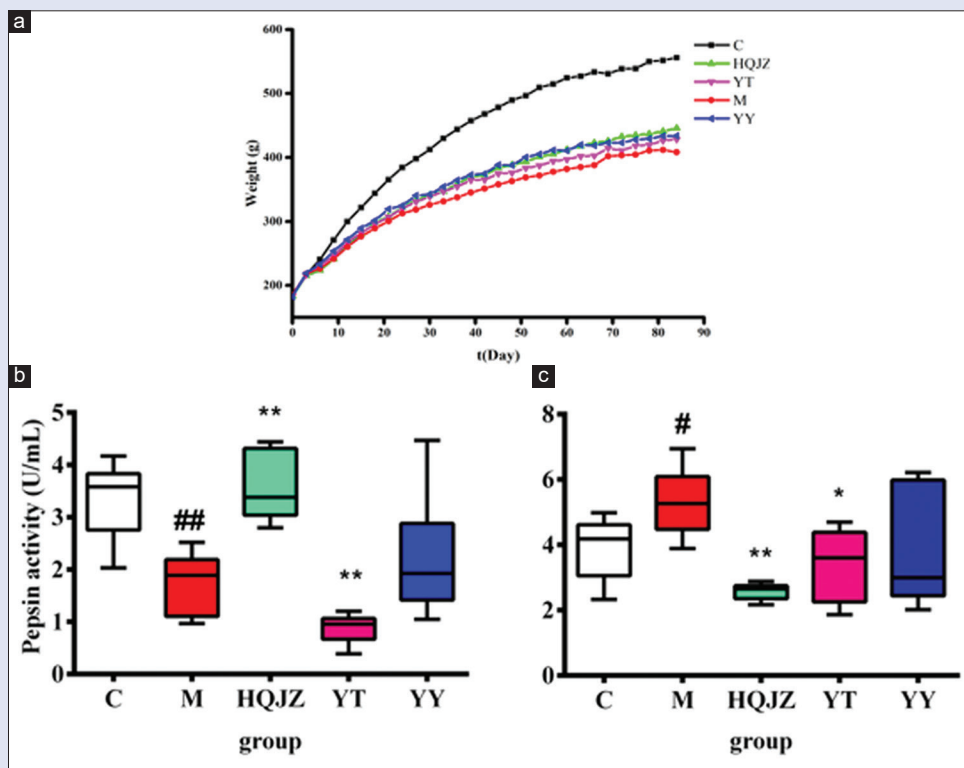 a
600
500
400
300
200
Weight (g)
0 10 20 30 40 50 60 70 80 90
t(Day)
C
HQJZ
YT
M
YY
b
Pepsin activity (U/mL)
5
4
3
2
1
0
##
**
**
C M HQJZ YT YY
group
c
8
6
4
2
0
#
**
*
C M HQJZ YT YY
group